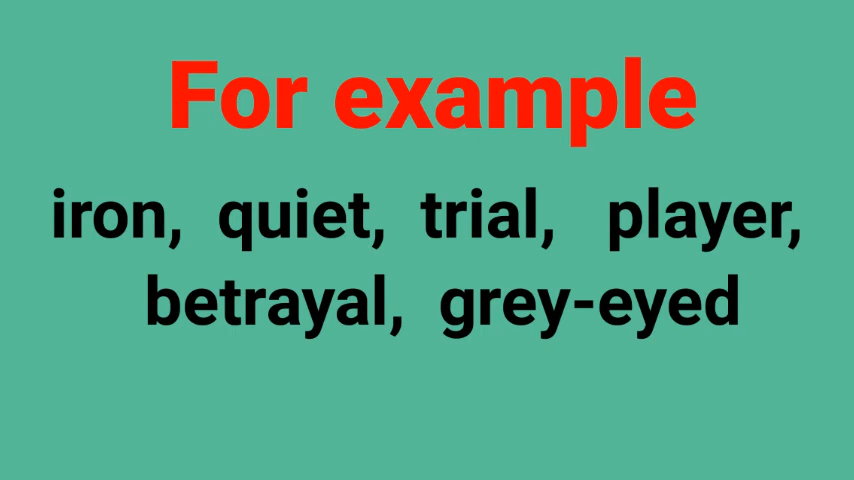 For example
iron, quiet, trial, player,
betrayal, grey-eyed